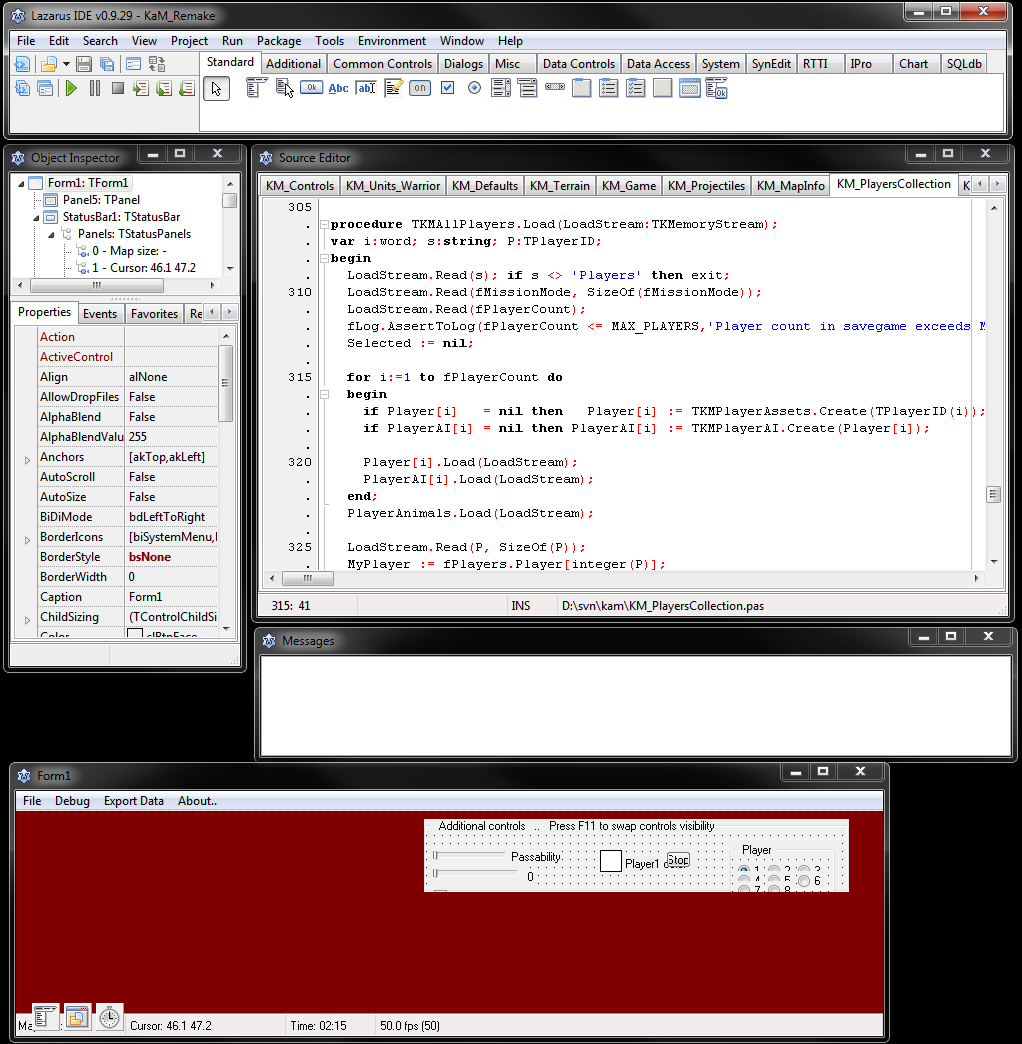 Lazarus IDE v0.9.29 - KaM_Remake
File Edit Search View Project Run Package Tools Environment Window Help
Standard Additional Common Controls Dialogs Misc Data Controls Data Access System SynEdit RTTI IPro Chart SQLdb
Ok Abc ab on Ok
Object Inspector
Form1: TForm1
Panel5: TPanel
StatusBar1: TStatusBar
Panels: TStatusPanels
0 - Map size: -
1 - Cursor: 46.1 47.2
Properties Events Favorites Re
Action
ActiveControl
Align alNone
AllowDropFiles False
AlphaBlend False
AlphaBlendValu 255
Anchors [akTop,akLeft]
AutoScroll False
AutoSize False
BiDiMode bdLeftToRight
BorderIcons [biSystemMenu,
BorderStyle bsNone
BorderWidth 0
Caption Form1
ChildSizing (TControlChildSi
Color clBtnFace
Source Editor
KM_Controls KM_Units_Warrior KM_Defaults KM_Terrain KM_Game KM_Projectiles KM_MapInfo KM_PlayersCollection K
305
. procedure TKMAllPlayers.Load(LoadStream:TKMemoryStream);
. var i:word; s:string; P:TPlayerID;
. begin
. LoadStream.Read(s); if s <> 'Players' then exit;
310 LoadStream.Read(fMissionMode, SizeOf(fMissionMode));
. LoadStream.Read(fPlayerCount);
. fLog.AssertToLog(fPlayerCount <= MAX_PLAYERS,'Player count in savegame exceeds M
. Selected := nil;
.
315 for i:=1 to fPlayerCount do
. begin
. if Player[i] = nil then Player[i] := TKMPlayerAssets.Create(TPlayerID(i));
. if PlayerAI[i] = nil then PlayerAI[i] := TKMPlayerAI.Create(Player[i]);
.
320 Player[i].Load(LoadStream);
. PlayerAI[i].Load(LoadStream);
. end;
. PlayerAnimals.Load(LoadStream);
.
325 LoadStream.Read(P, SizeOf(P));
. MyPlayer := fPlayers.Player[integer(P)];
315: 41 INS D:\svn\kam\KM_PlayersCollection.pas
Messages
Form1
File Debug Export Data About..
Additional controls .. Press F11 to swap controls visibility
Passability
0
Player1 c
Stop
Player
1 2 3
4 5 6
7 8
Ma : Cursor: 46.1 47.2 Time: 02:15 50.0 fps (50)